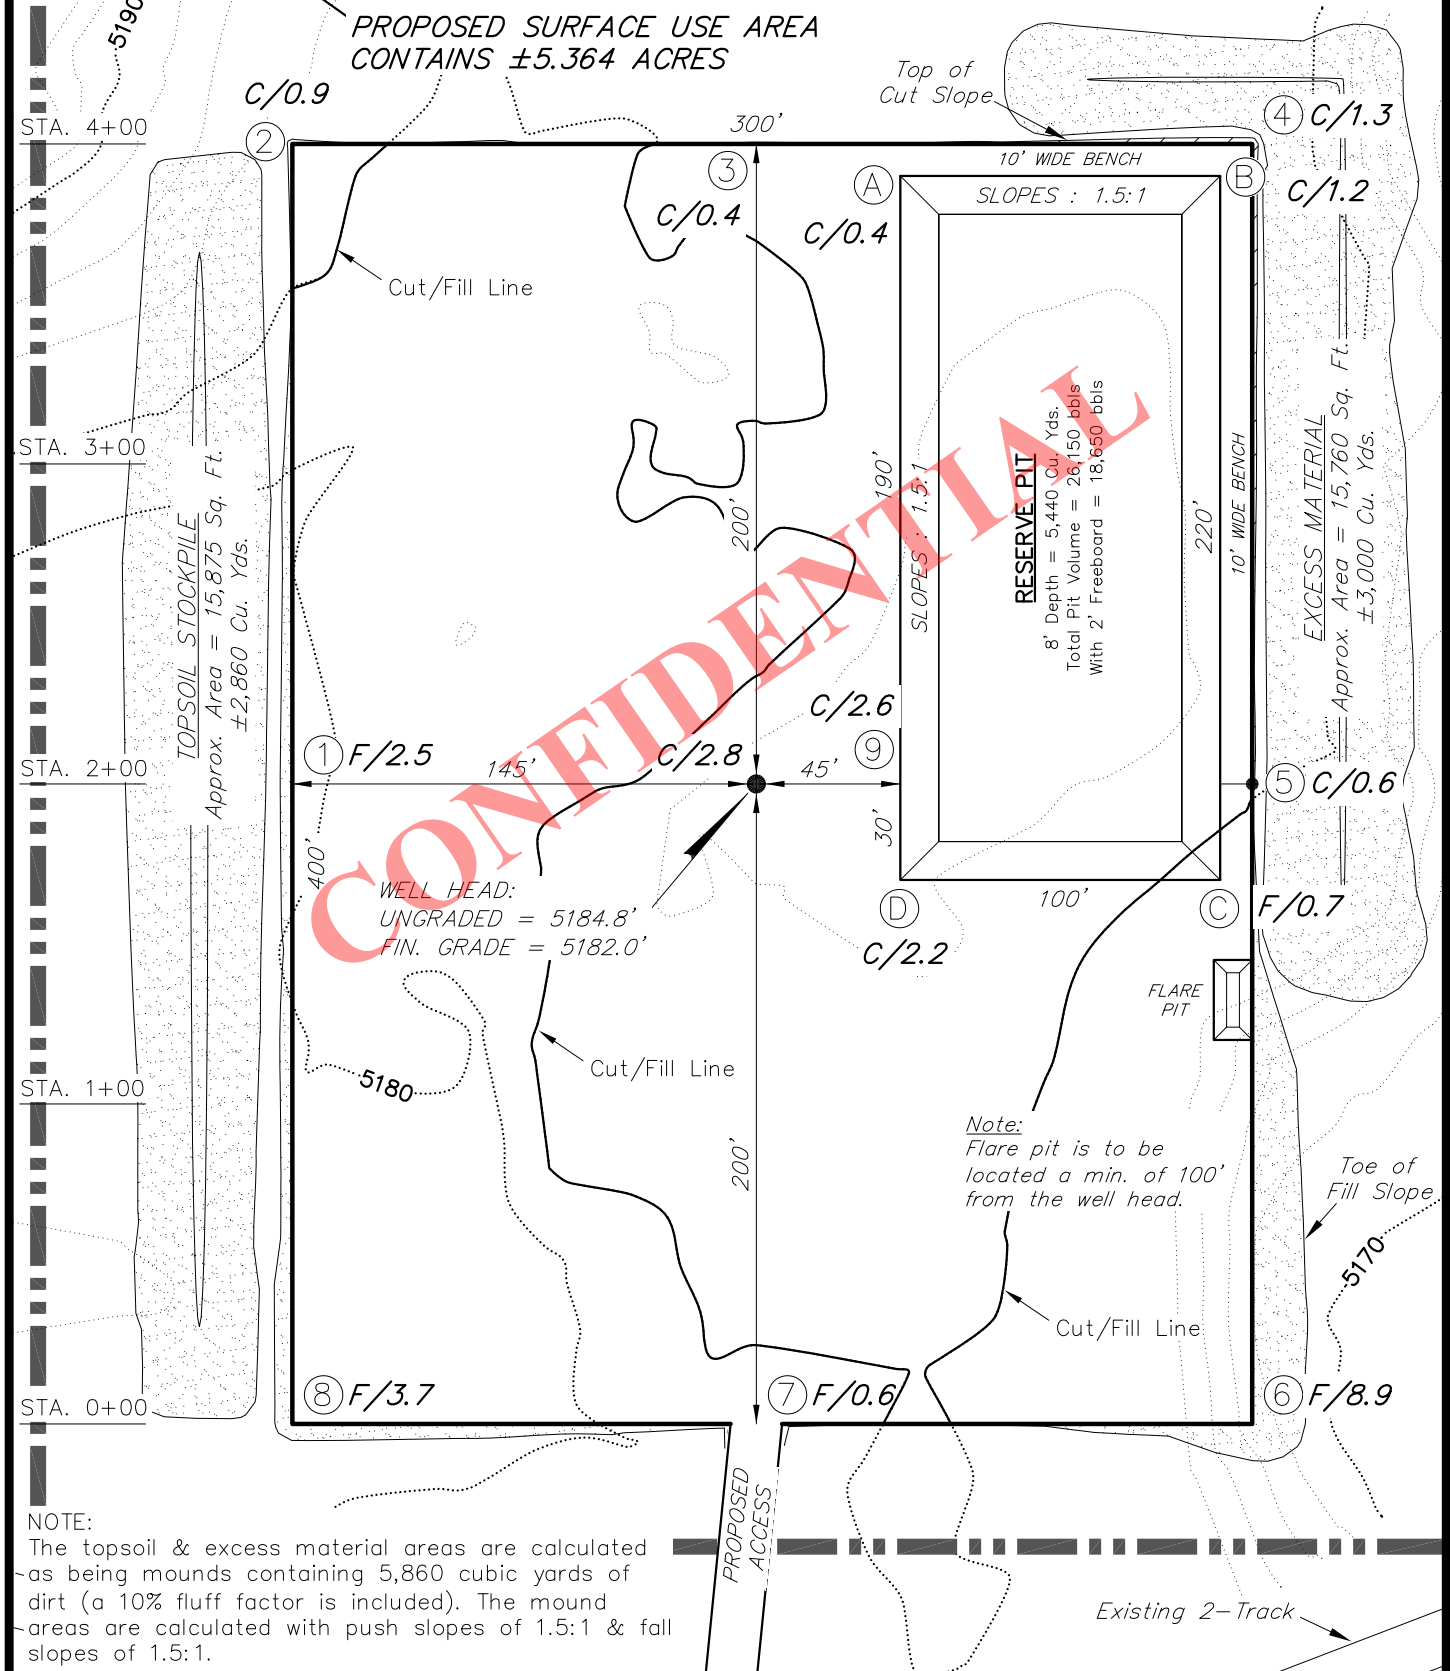 5190
PROPOSED SURFACE USE AREA
CONTAINS ±5.364 ACRES
C/0.9
Top of
Cut Slope
STA. 4+00
2
300'
4 C/1.3
3
10' WIDE BENCH
A
B
SLOPES : 1.5:1
C/1.2
C/0.4
C/0.4
Cut/Fill Line
STA. 3+00
TOPSOIL STOCKPILE
Approx. Area = 15,875 Sq. Ft.
±2,860 Cu. Yds.
200'
190'
SLOPES : 1.5:1
RESERVE PIT
8' Depth = 5,440 Cu. Yds.
Total Pit Volume = 26,150 bbls
With 2' Freeboard = 18,650 bbls
220'
10' WIDE BENCH
EXCESS MATERIAL
Approx. Area = 15,760 Sq. Ft.
±3,000 Cu. Yds.
CONFIDENTIAL
C/2.6
STA. 2+00
1 F/2.5
145'
C/2.8
45'
9
5 C/0.6
400'
30'
WELL HEAD:
UNGRADED = 5184.8'
FIN. GRADE = 5182.0'
100'
D
C
F/0.7
C/2.2
FLARE
PIT
Cut/Fill Line
5180
STA. 1+00
200'
Note:
Flare pit is to be
located a min. of 100'
from the well head.
Toe of
Fill Slope
5170
Cut/Fill Line
STA. 0+00
8 F/3.7
7 F/0.6
6 F/8.9
PROPOSED
ACCESS
NOTE:
The topsoil & excess material areas are calculated
as being mounds containing 5,860 cubic yards of
dirt (a 10% fluff factor is included). The mound
areas are calculated with push slopes of 1.5:1 & fall
slopes of 1.5:1.
Existing 2-Track